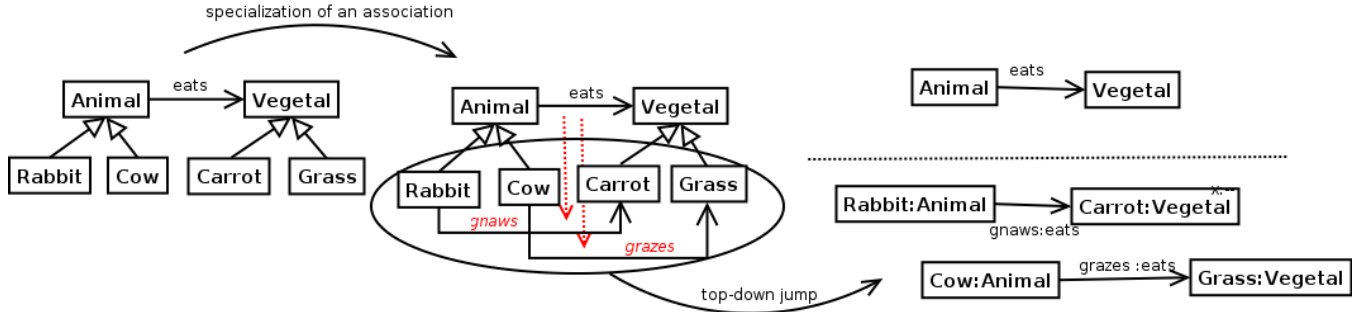 specialization of an association
eats
Animal
Vegetal
Rabbit
Cow
Carrot
Grass
eats
Animal
Vegetal
Rabbit
Cow
Carrot
Grass
gnaws
grazes
top-down jump
eats
Animal
Vegetal
x:--
Rabbit:Animal
Carrot:Vegetal
gnaws:eats
grazes :eats
Cow:Animal
Grass:Vegetal